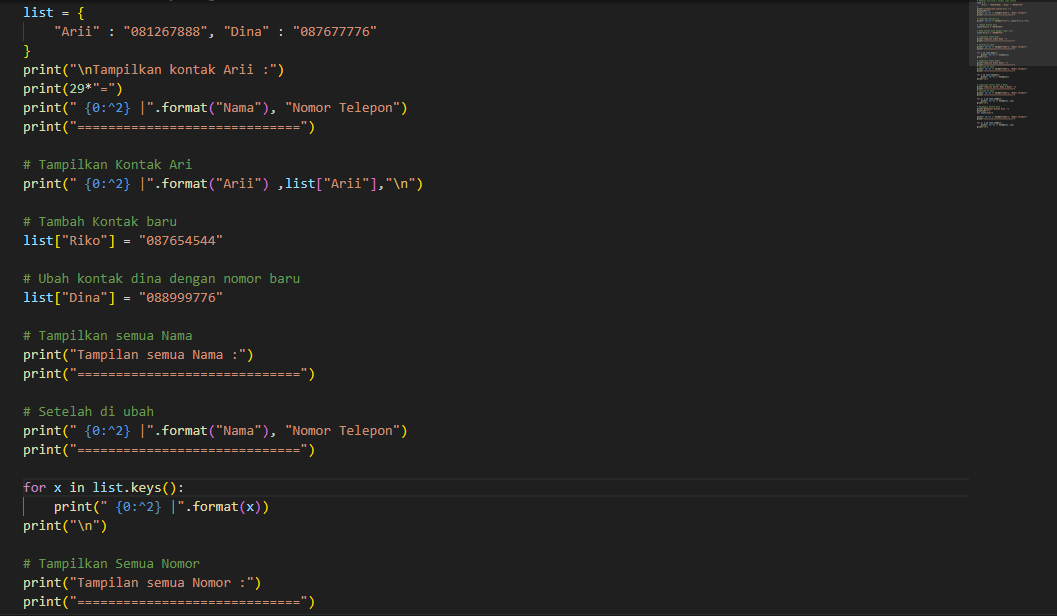 list = {
    "Arii" : "081267888", "Dina" : "087677776"
}
print("\nTampilkan kontak Arii :")
print(29*"=")
print(" {0:^2} |".format("Nama"), "Nomor Telepon")
print("=============================")
# Tampilkan Kontak Ari
print(" {0:^2} |".format("Arii") ,list["Arii"],"\n")
# Tambah Kontak baru
list["Riko"] = "087654544"
# Ubah kontak dina dengan nomor baru
list["Dina"] = "088999776"
# Tampilkan semua Nama
print("Tampilan semua Nama :")
print("=============================")
# Setelah di ubah
print(" {0:^2} |".format("Nama"), "Nomor Telepon")
print("=============================")
for x in list.keys():
    print(" {0:^2} |".format(x))
print("\n")
# Tampilkan Semua Nomor
print("Tampilan semua Nomor :")
print("=============================")